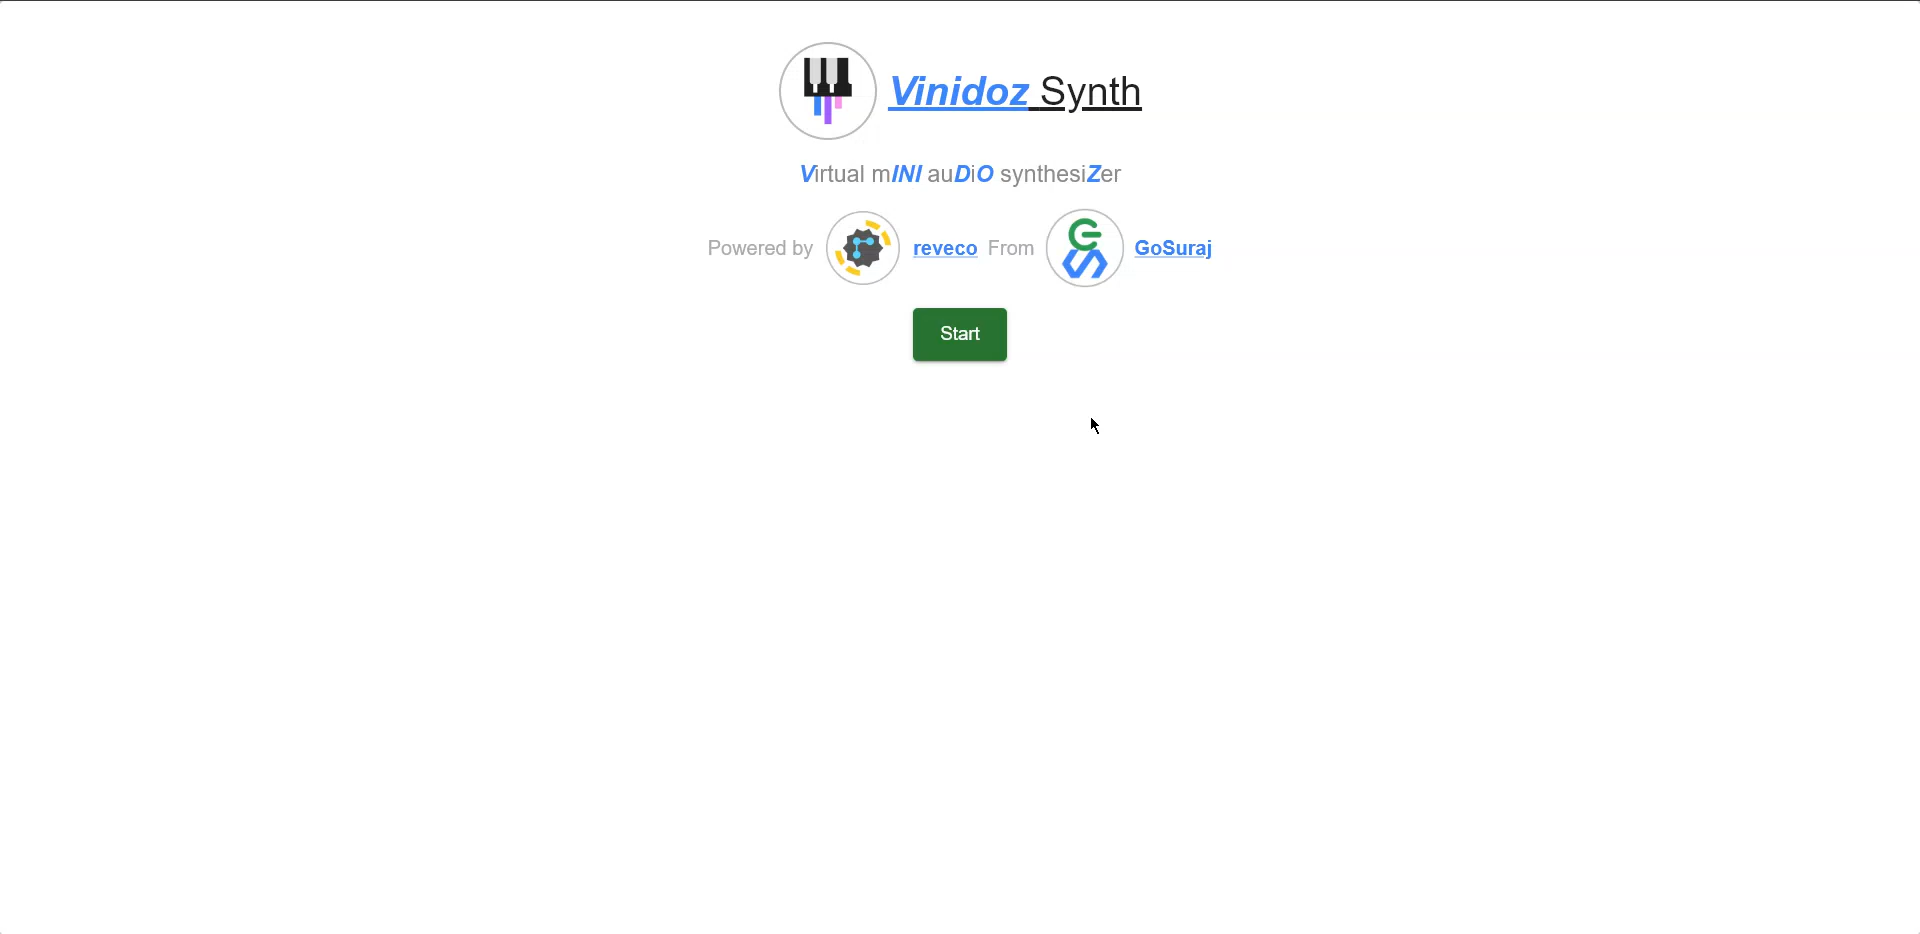 Vinidoz Synth
Virtual mINI auDiO synthesiZer
Powered by reveco From GoSuraj
Start